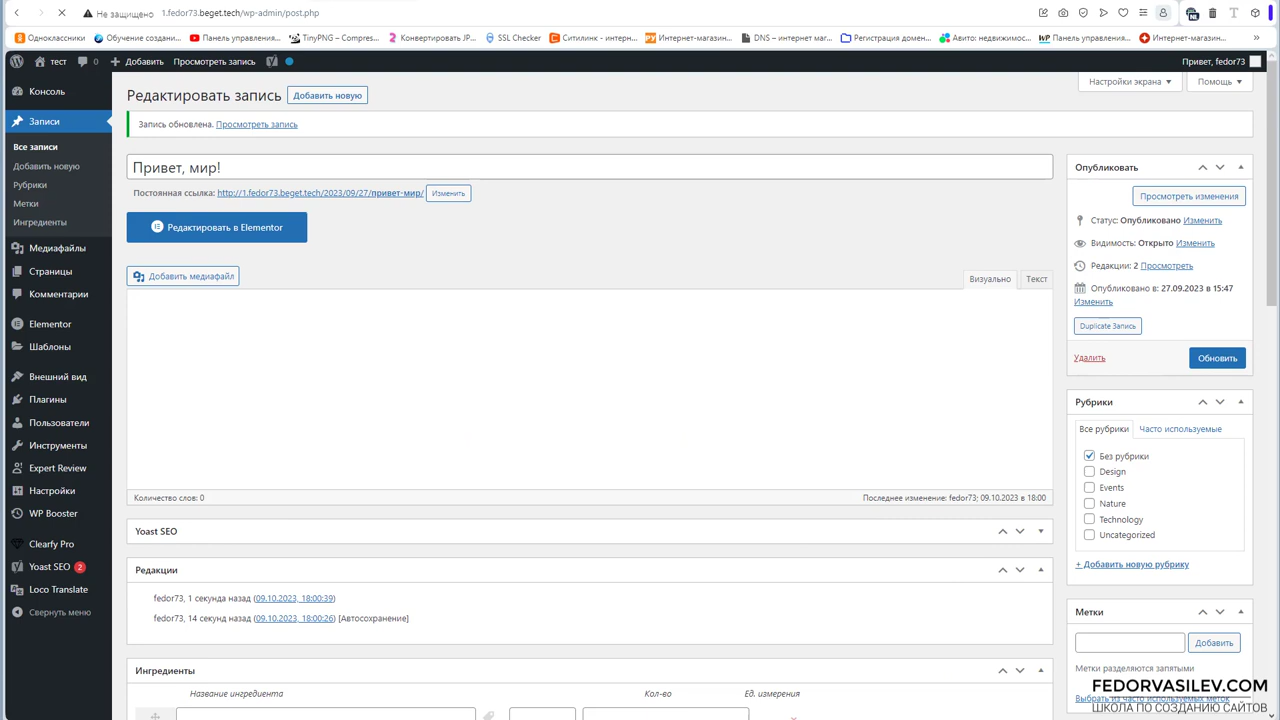 Не защищено 1.fedor73.beget.tech/wp-admin/post.php
Одноклассники Обучение создани... Панель управления... TinyPNG – Compres... Конвертировать JP... SSL Checker Ситилинк - интерн... Интернет-магазин... DNS – интернет маг... Регистрация домен... Авито: недвижимос... Панель управления... Интернет-магазин...
тест 0 Добавить Просмотреть запись Привет, fedor73
Настройки экрана Помощь
Консоль
Записи
Все записи
Добавить новую
Рубрики
Метки
Ингредиенты
Медиафайлы
Страницы
Комментарии
Elementor
Шаблоны
Внешний вид
Плагины
Пользователи
Инструменты
Expert Review
Настройки
WP Booster
Clearfy Pro
Yoast SEO 2
Loco Translate
Свернуть меню
Редактировать запись Добавить новую
Запись обновлена. Просмотреть запись
Привет, мир!
Постоянная ссылка: http://1.fedor73.beget.tech/2023/09/27/привет-мир/ Изменить
Редактировать в Elementor
Добавить медиафайл Визуально Текст
Количество слов: 0 Последнее изменение: fedor73; 09.10.2023 в 18:00
Yoast SEO
Редакции
fedor73, 1 секунда назад (09.10.2023, 18:00:39)
fedor73, 14 секунд назад (09.10.2023, 18:00:26) [Автосохранение]
Ингредиенты
Название ингредиента Кол-во Ед. измерения
Опубликовать
Просмотреть изменения
Статус: Опубликовано Изменить
Видимость: Открыто Изменить
Редакции: 2 Просмотреть
Опубликовано в: 27.09.2023 в 15:47
Изменить
Duplicate Запись
Удалить Обновить
Рубрики
Все рубрики Часто используемые
Без рубрики
Design
Events
Nature
Technology
Uncategorized
+ Добавить новую рубрику
Метки
Добавить
Метки разделяются запятыми
Выбрать из часто используемых меток
FEDORVASILEV.COM
ШКОЛА ПО СОЗДАНИЮ САЙТОВ